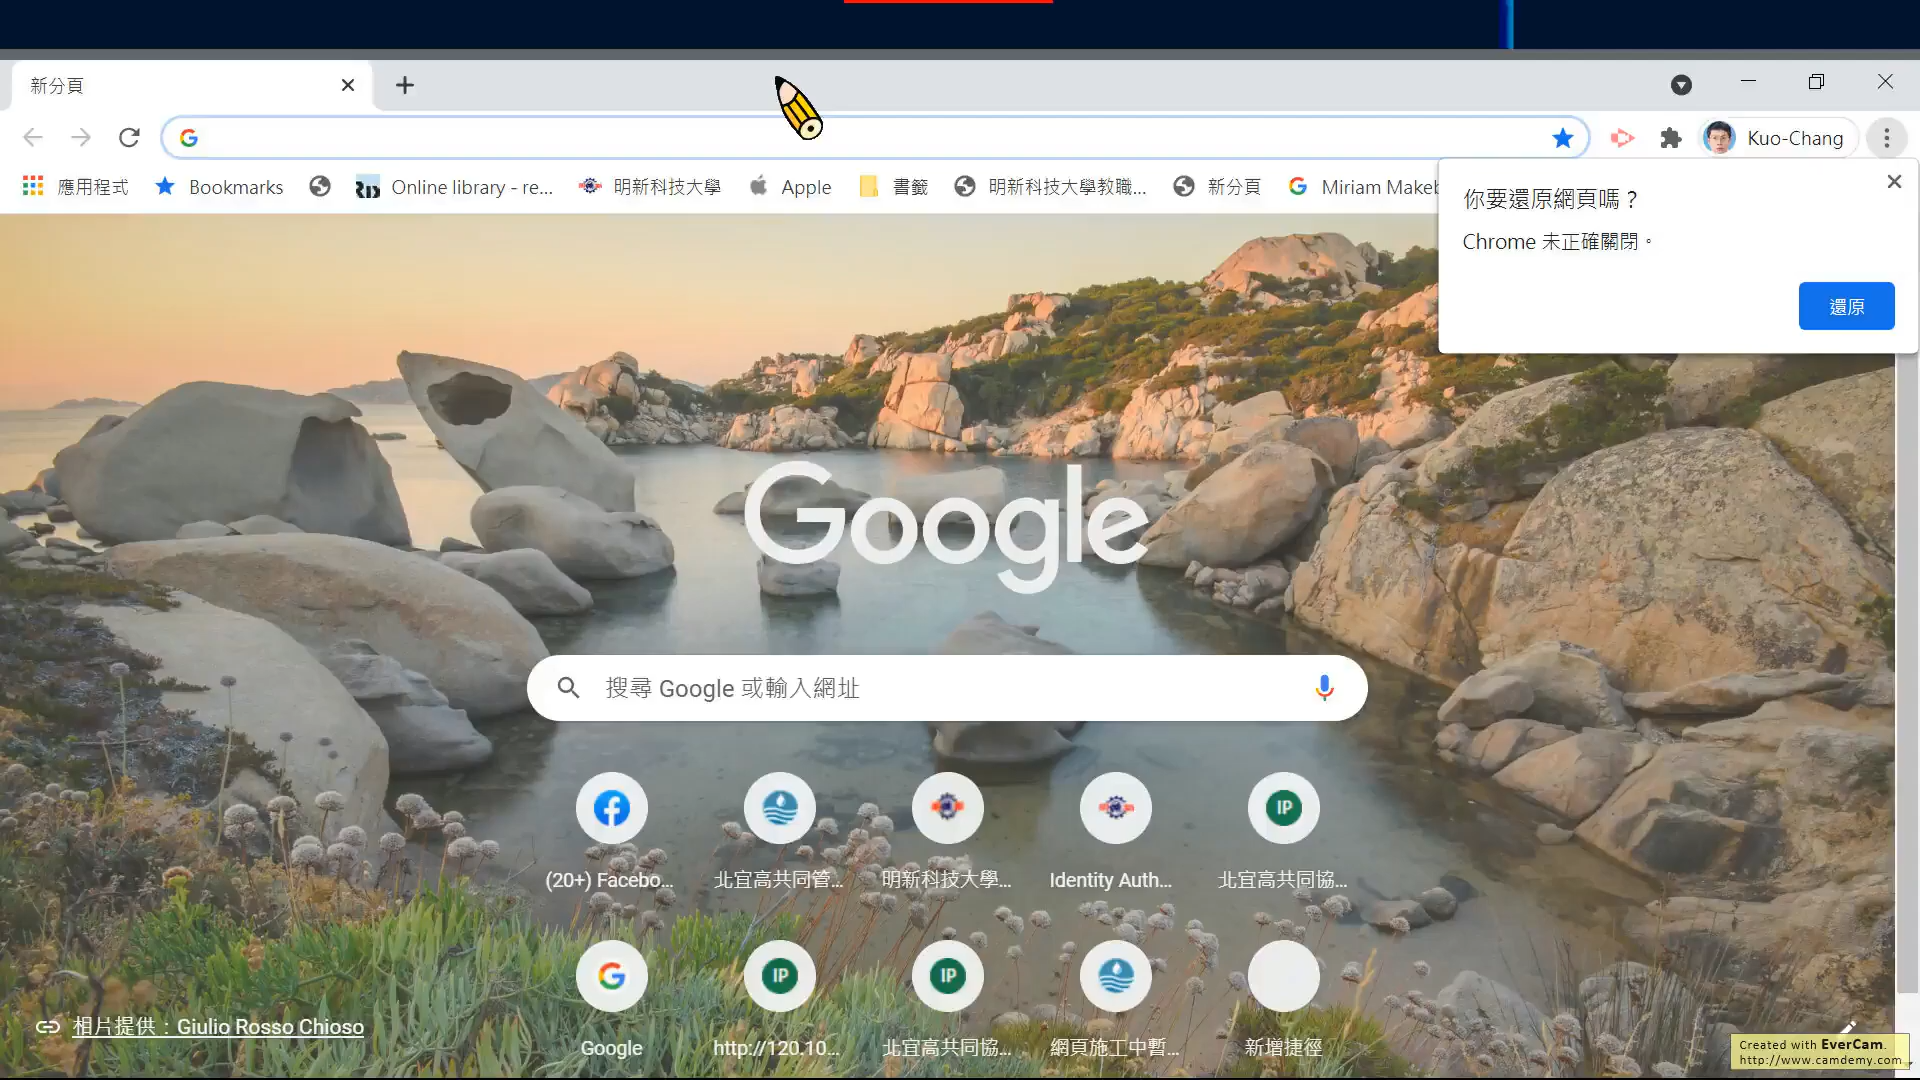 新分頁
Kuo-Chang
應用程式
Bookmarks
Online library - re...
明新科技大學
Apple
書籤
明新科技大學教職...
新分頁
Miriam Makeb
你要還原網頁嗎？
Chrome 未正確關閉。
還原
Google
搜尋 Google 或輸入網址
IP
(20+) Facebo...
北宜高共同管...
明新科技大學...
Identity Auth...
北宜高共同協...
IP
IP
Google
http://120.10...
北宜高共同協...
網頁施工中暫...
新增捷徑
相片提供：Giulio Rosso Chioso
Created with EverCam.
http://www.camdemy.com